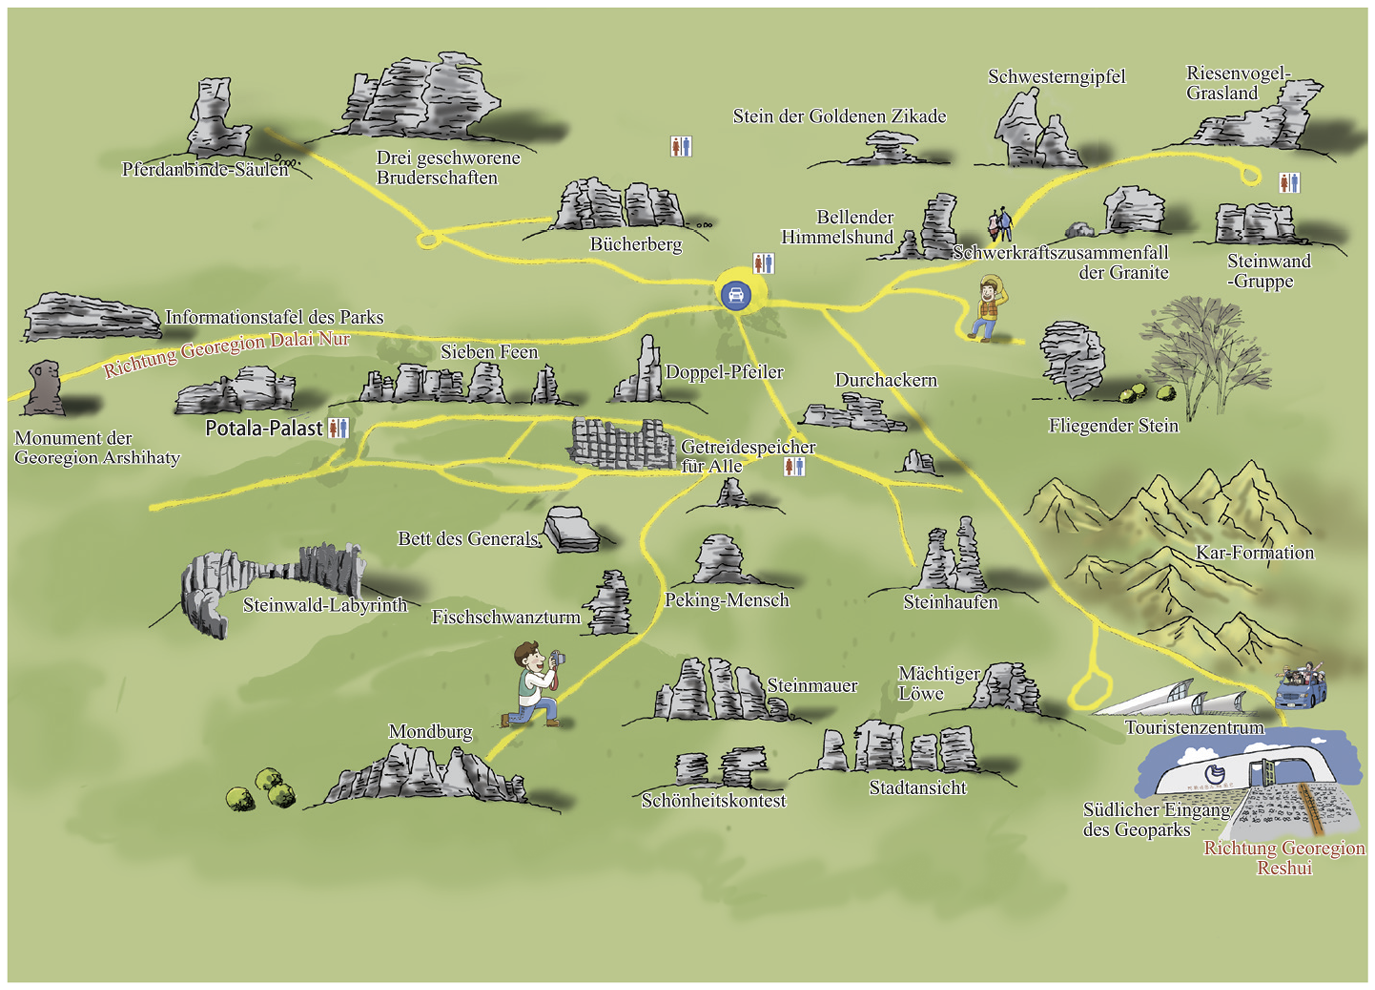 Schwesterngipfel
Riesenvogel-
Grasland
Stein der Goldenen Zikade
Pferdanbinde-Säulen
Drei geschworene
Bruderschaften
Bücherberg
Bellender
Himmelshund
Schwerkraftszusammenfall
der Granite
Steinwand
-Gruppe
Informationstafel des Parks
Richtung Georegion Dalai Nur
Sieben Feen
Doppel-Pfeiler
Durchackern
Potala-Palast
Fliegender Stein
Monument der
Georegion Arshihaty
Getreidespeicher
für Alle
Bett des Generals
Kar-Formation
Steinwald-Labyrinth
Fischschwanzturm
Peking-Mensch
Steinhaufen
Steinmauer
Mächtiger
Löwe
Mondburg
Touristenzentrum
Schönheitskontest
Stadtansicht
Südlicher Eingang
des Geoparks
Richtung Georegion
Reshui